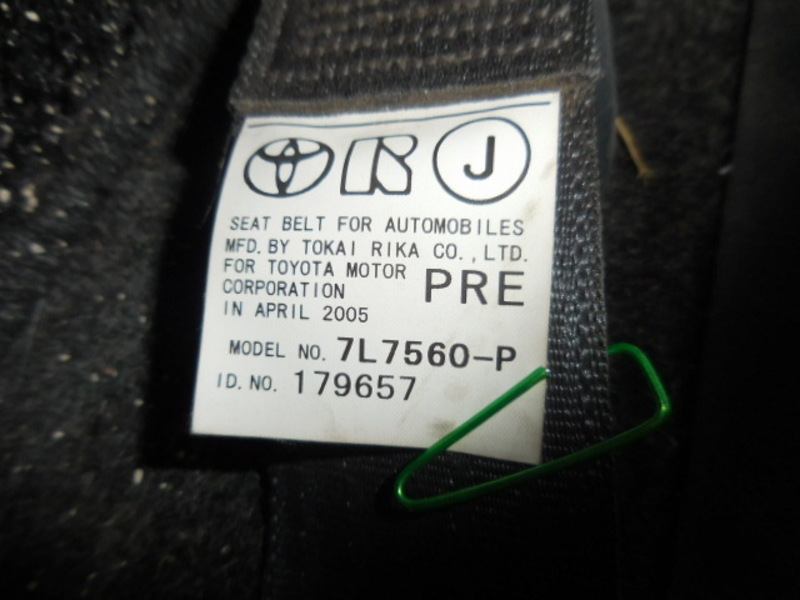 J
SEAT BELT FOR AUTOMOBILES
MFD. BY TOKAI RIKA CO., LTD.
FOR TOYOTA MOTOR
CORPORATION PRE
IN APRIL 2005
MODEL NO. 7L7560-P
ID. NO. 179657